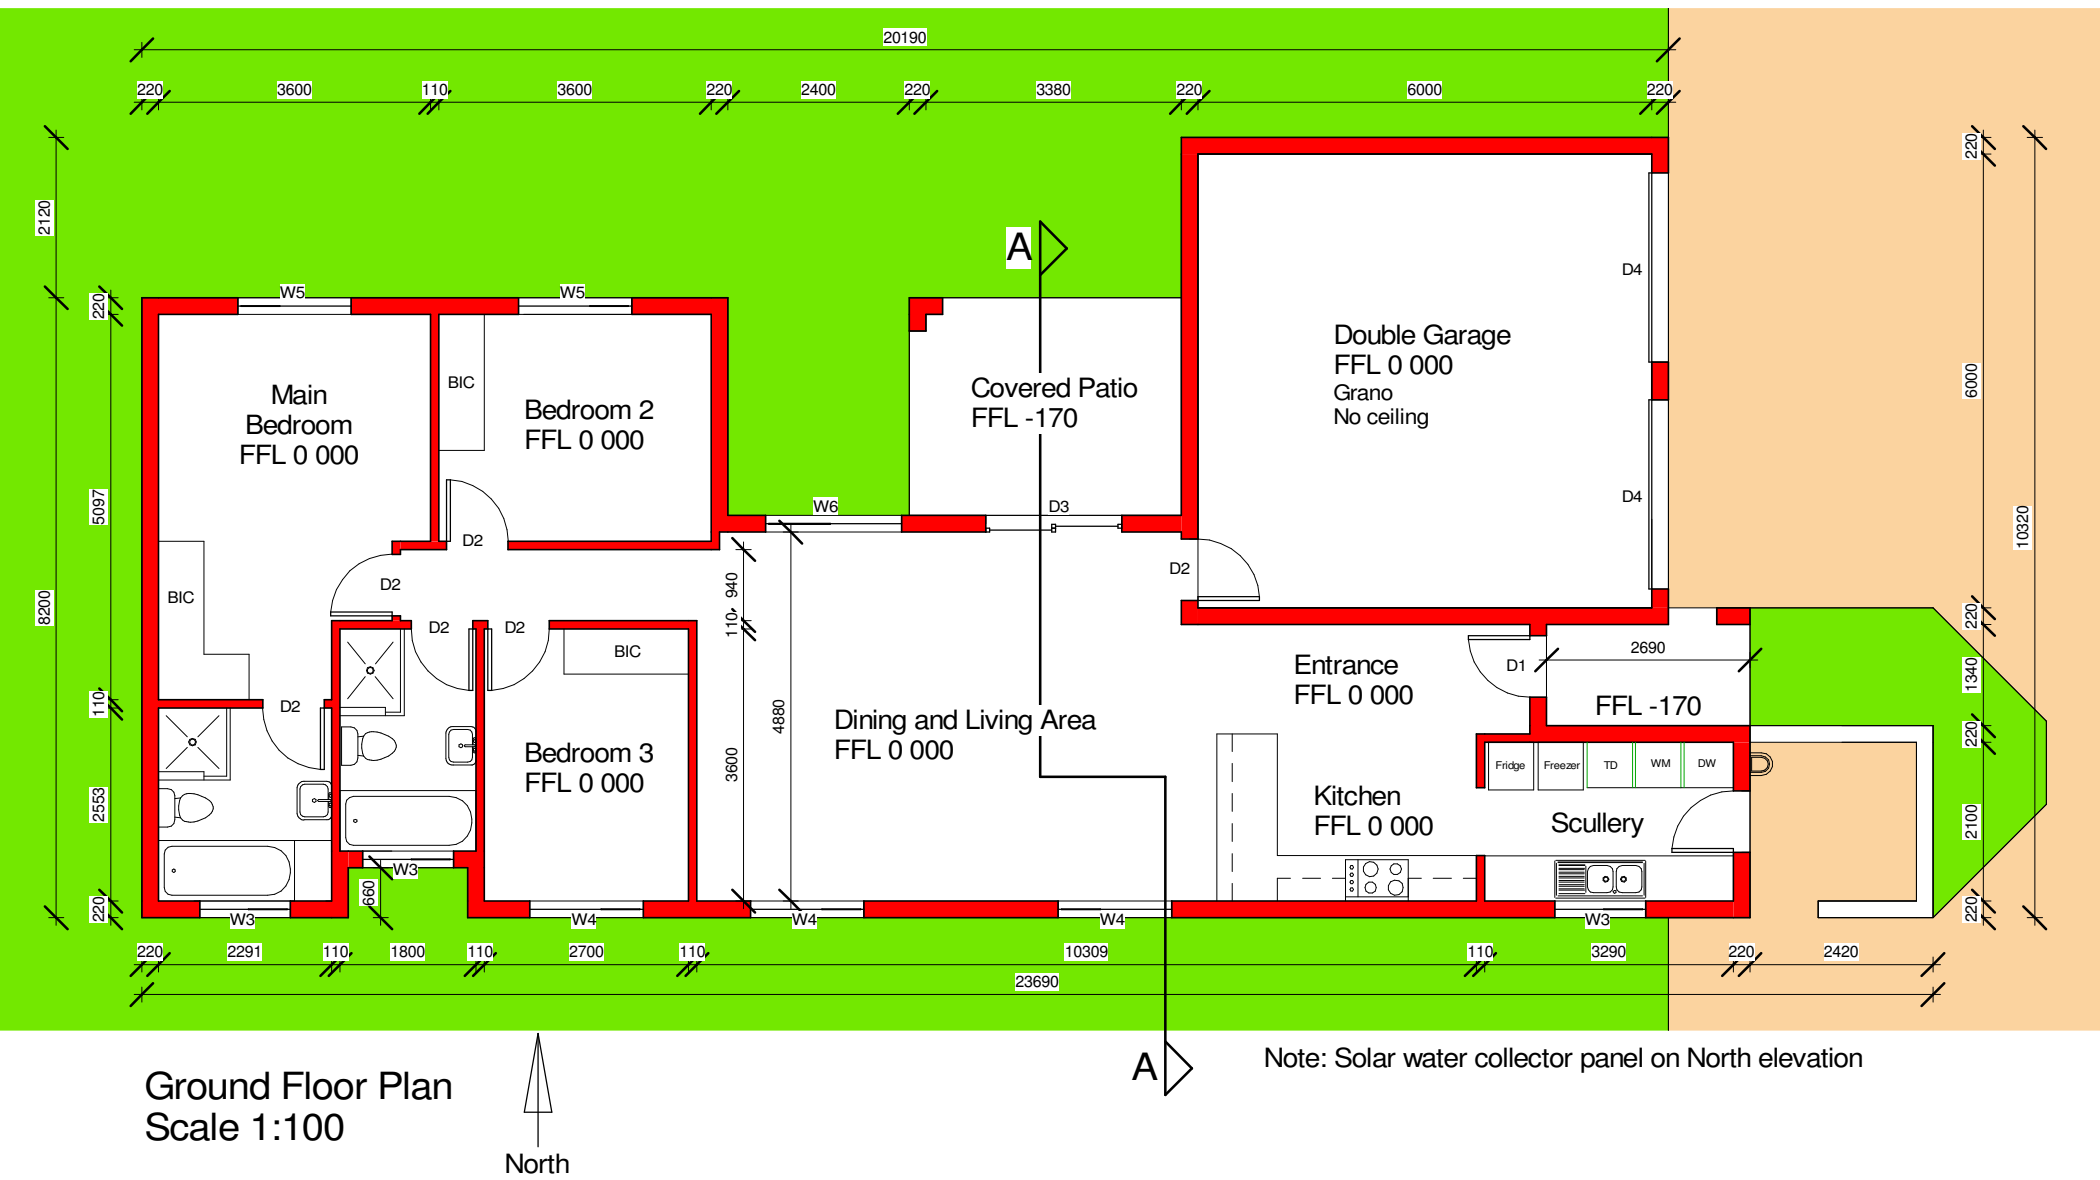 20190
220 3600 110 3600 220 2400 220 3380 220 6000 220
220
2120
A
D4
W5 W5
220
Double Garage
FFL 0 000
Grano
No ceiling
Main
Bedroom
FFL 0 000
BIC
Bedroom 2
FFL 0 000
Covered Patio
FFL -170
6000
10320
5097
W6
D3
D4
D2
D2
D2
940
BIC
8200
D2
D2
110
BIC
220
Entrance
FFL 0 000
D1
2690
1340
110
D2
FFL -170
4880
Dining and Living Area
FFL 0 000
220
Bedroom 3
FFL 0 000
3600
Fridge
Freezer
TD
WM
DW
2553
Kitchen
FFL 0 000
Scullery
2100
W3
660
220
W3
W4
W4
W4
W3
220
220 2291 110 1800 110 2700 110 10309 110 3290 220 2420
23690
A
Note: Solar water collector panel on North elevation
Ground Floor Plan
Scale 1:100
North